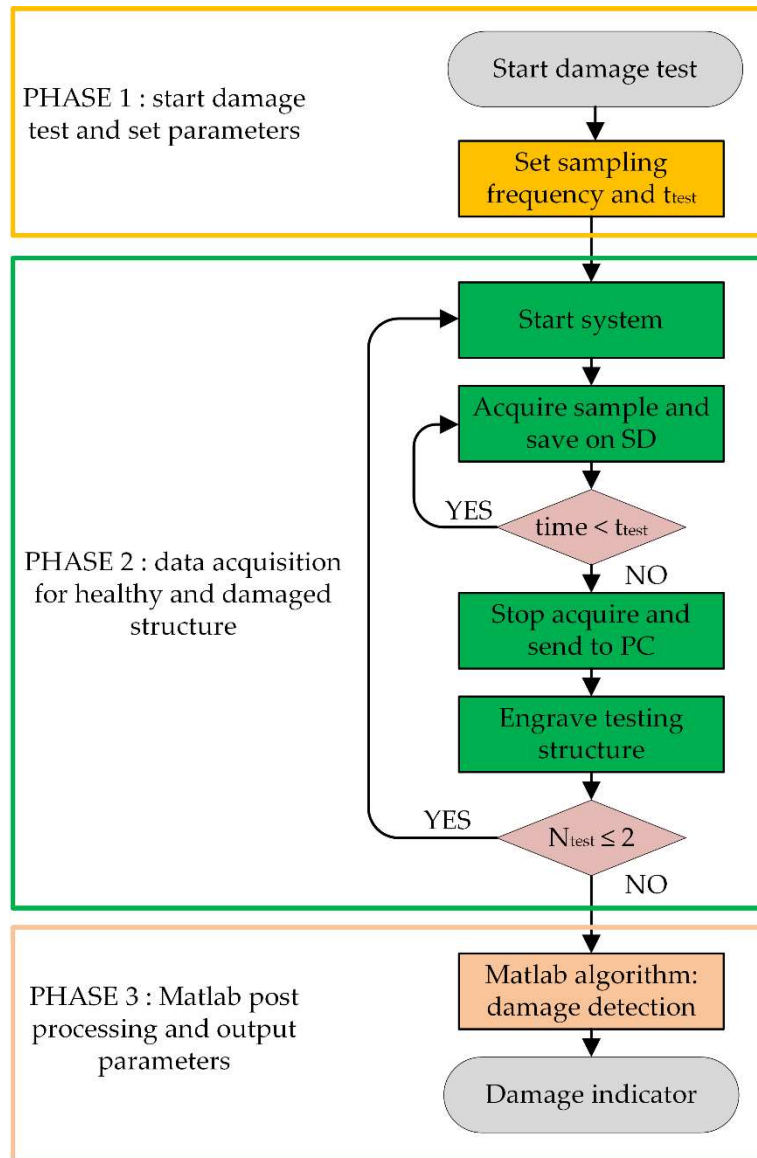 PHASE 1 : start damage
test and set parameters
Start damage test
Set sampling
frequency and ttest
PHASE 2 : data acquisition
for healthy and damaged
structure
Start system
Acquire sample and
save on SD
YES
time < ttest
NO
Stop acquire and
send to PC
Engrave testing
structure
YES
Ntest ≤ 2
NO
PHASE 3 : Matlab post
processing and output
parameters
Matlab algorithm:
damage detection
Damage indicator